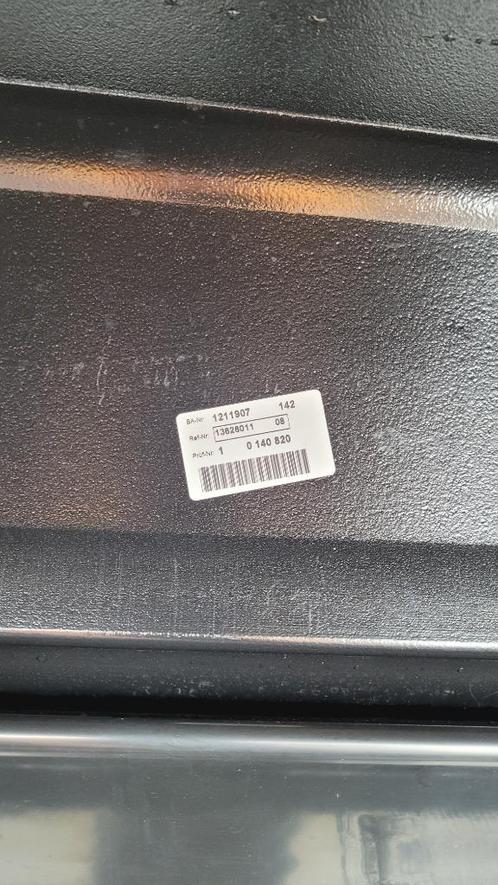 BA-Nr. 1211907 142
Ref-Nr. 13628011 08
Prüf-Nr. 1 0 140 820